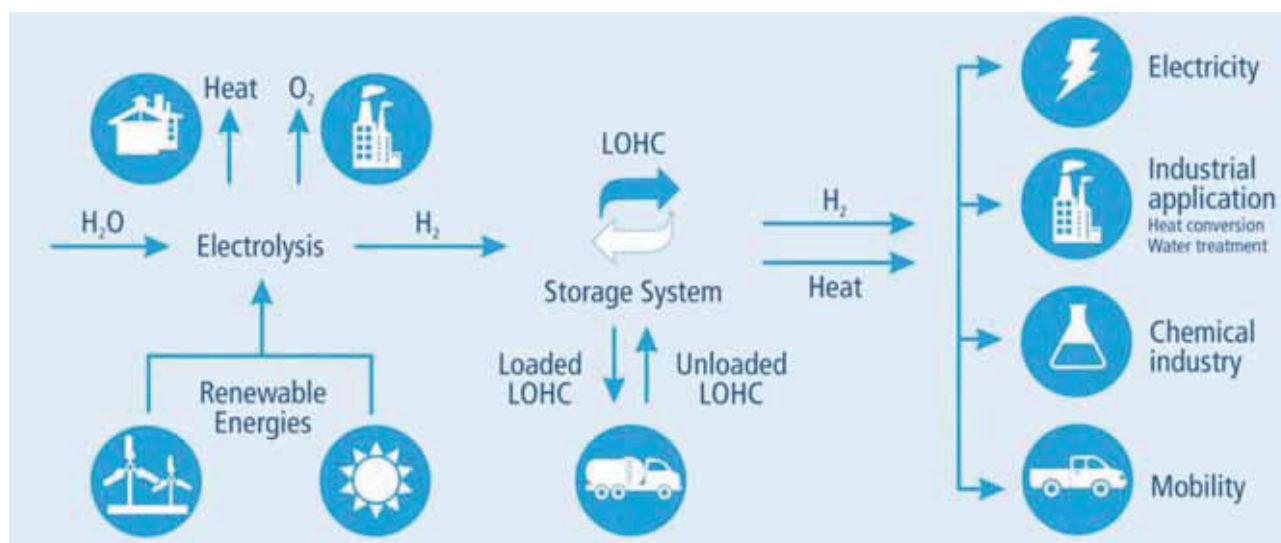 Heat
O₂
H₂O
Electrolysis
H₂
Renewable
Energies
LOHC
Storage System
Loaded
LOHC
Unloaded
LOHC
H₂
Heat
Electricity
Industrial
application
Heat conversion
Water treatment
Chemical
industry
Mobility